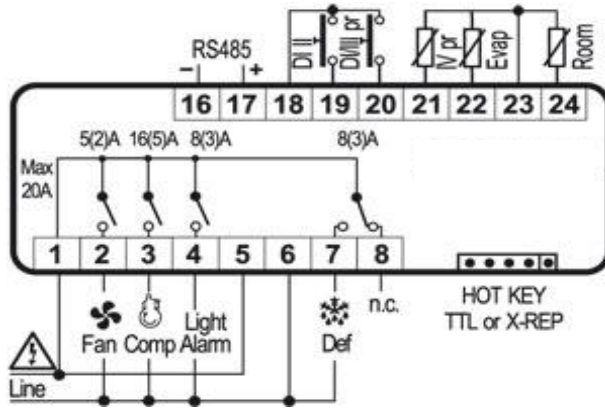 RS485
− +
DI II
DI/III pr
IV pr
Evap
Room
16 17 18 19 20 21 22 23 24
5(2)A 16(5)A 8(3)A 8(3)A
Max
20A
1 2 3 4 5 6 7 8
Fan Comp Light
Alarm
Def
n.c.
HOT KEY
TTL or X-REP
Line